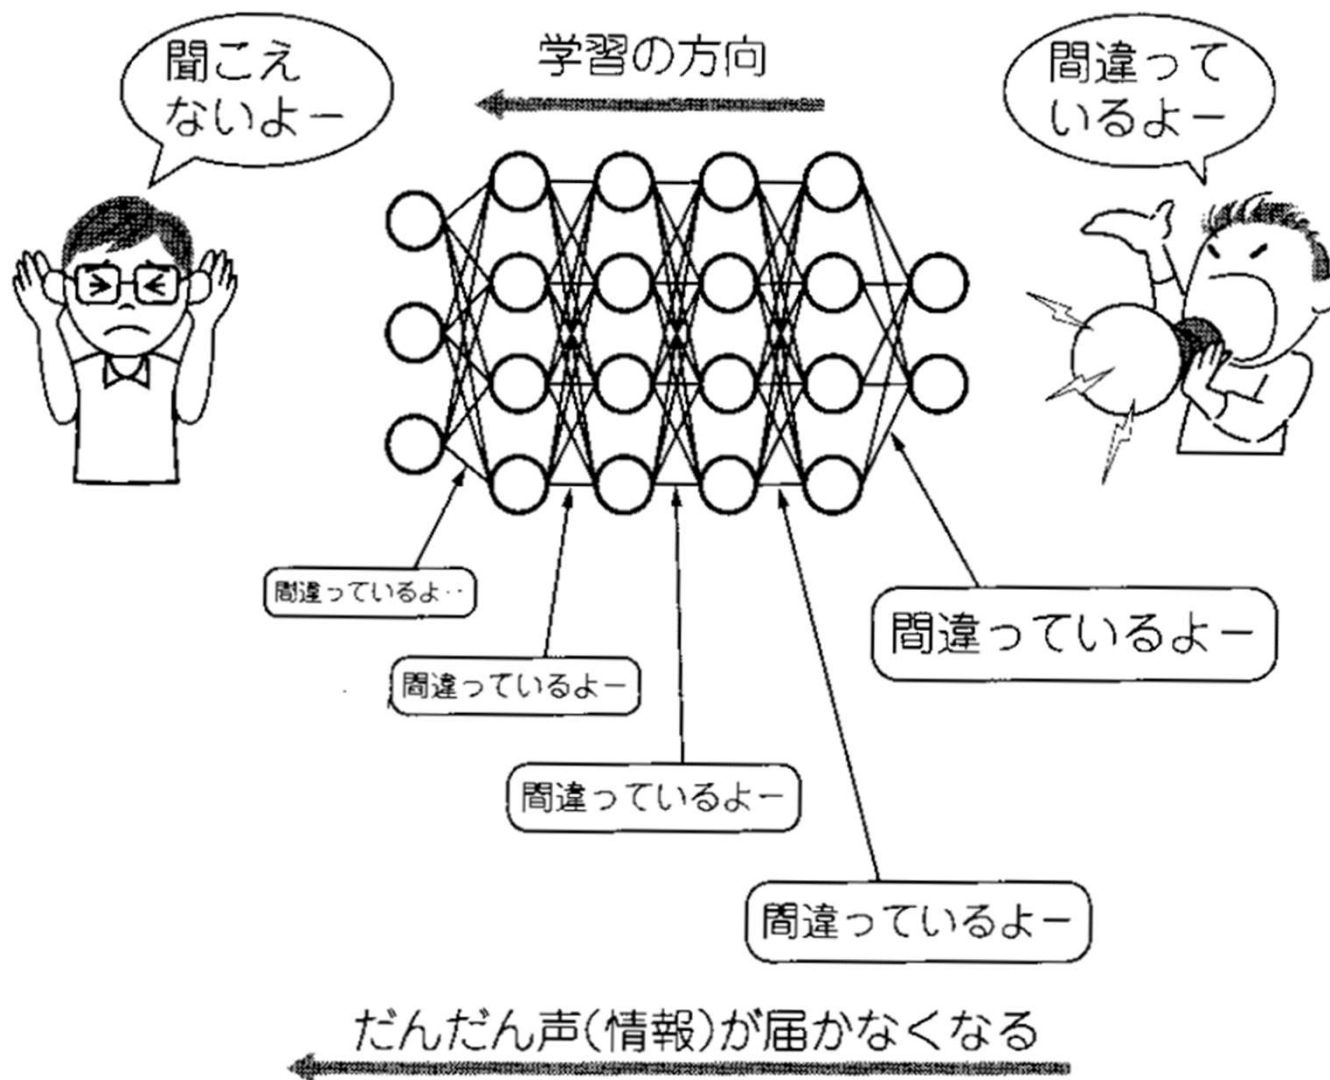 聞こえ
ないよー
学習の方向
間違って
いるよー
間違っているよ‥
間違っているよー
間違っているよー
間違っているよー
間違っているよー
だんだん声(情報)が届かなくなる